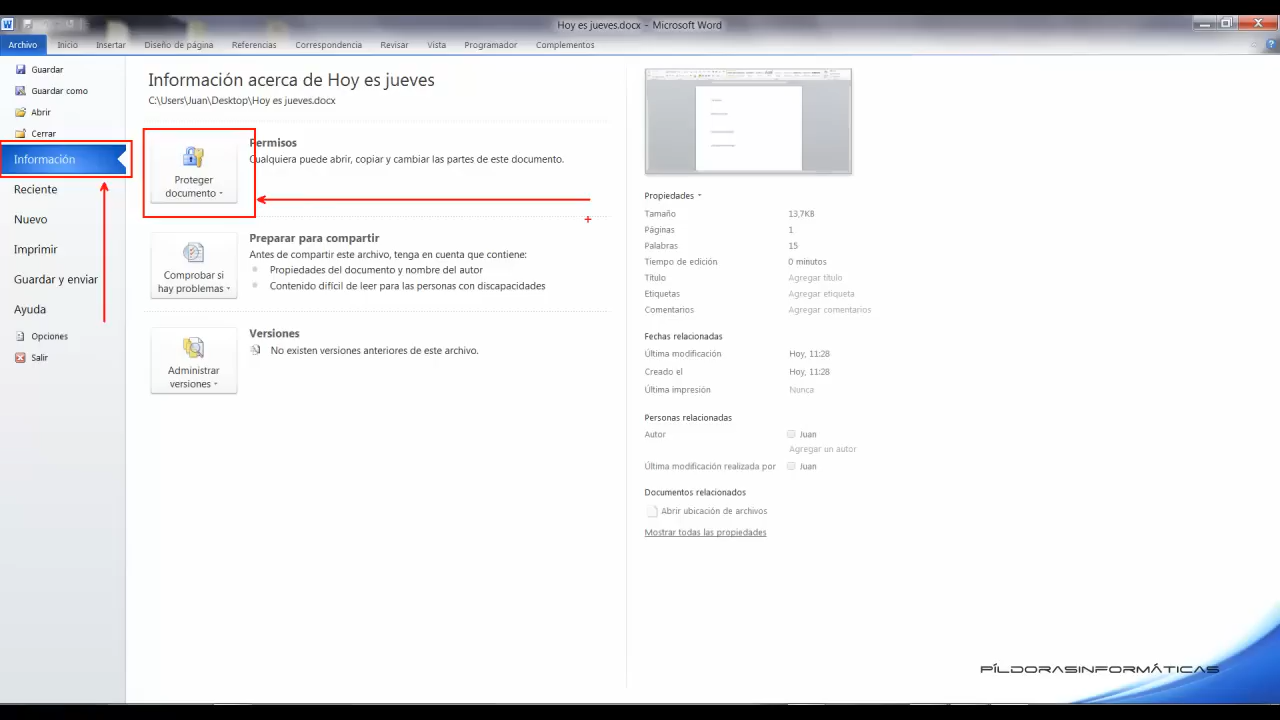 Hoy es jueves.docx - Microsoft Word
Archivo Inicio Insertar Diseño de página Referencias Correspondencia Revisar Vista Programador Complementos
Guardar
Guardar como
Abrir
Cerrar
Información
Reciente
Nuevo
Imprimir
Guardar y enviar
Ayuda
Opciones
Salir
Información acerca de Hoy es jueves
C:\Users\Juan\Desktop\Hoy es jueves.docx
Proteger
documento
Permisos
Cualquiera puede abrir, copiar y cambiar las partes de este documento.
Comprobar si
hay problemas
Preparar para compartir
Antes de compartir este archivo, tenga en cuenta que contiene:
Propiedades del documento y nombre del autor
Contenido difícil de leer para las personas con discapacidades
Administrar
versiones
Versiones
No existen versiones anteriores de este archivo.
Propiedades
Tamaño 13,7KB
Páginas 1
Palabras 15
Tiempo de edición 0 minutos
Título Agregar título
Etiquetas Agregar etiqueta
Comentarios Agregar comentarios
Fechas relacionadas
Última modificación Hoy, 11:28
Creado el Hoy, 11:28
Última impresión Nunca
Personas relacionadas
Autor Juan
Agregar un autor
Última modificación realizada por Juan
Documentos relacionados
Abrir ubicación de archivos
Mostrar todas las propiedades
PÍLDORASINFORMÁTICAS